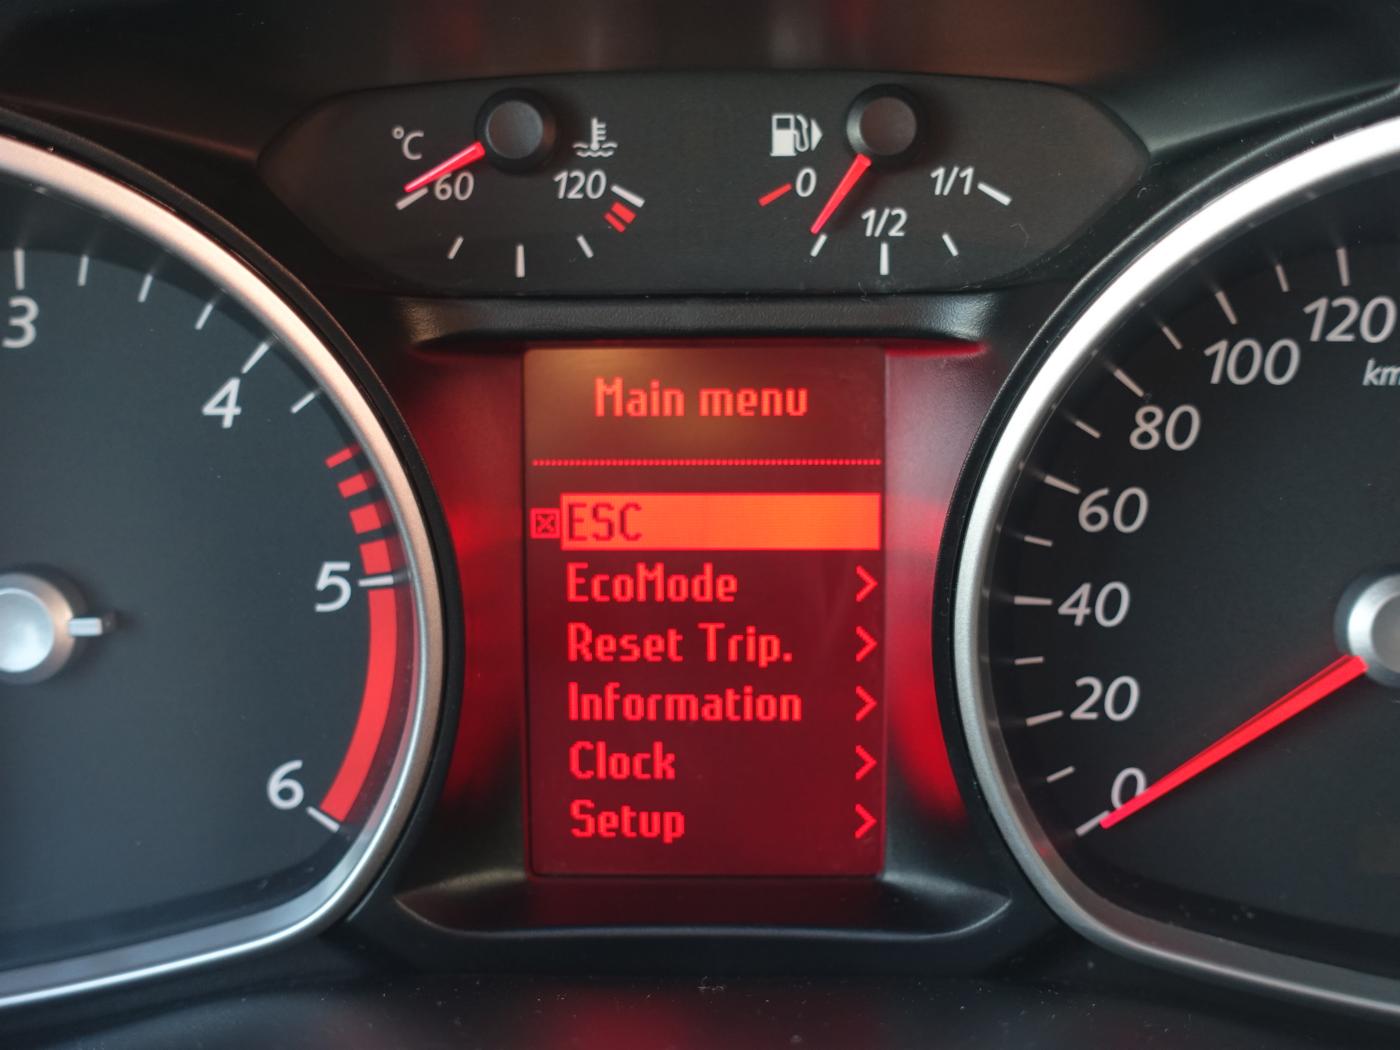 °C
60
120
0
1/2
1/1
3
4
5
6
Main menu
ESC
EcoMode
Reset Trip.
Information
Clock
Setup
120
100
80
60
40
20
0